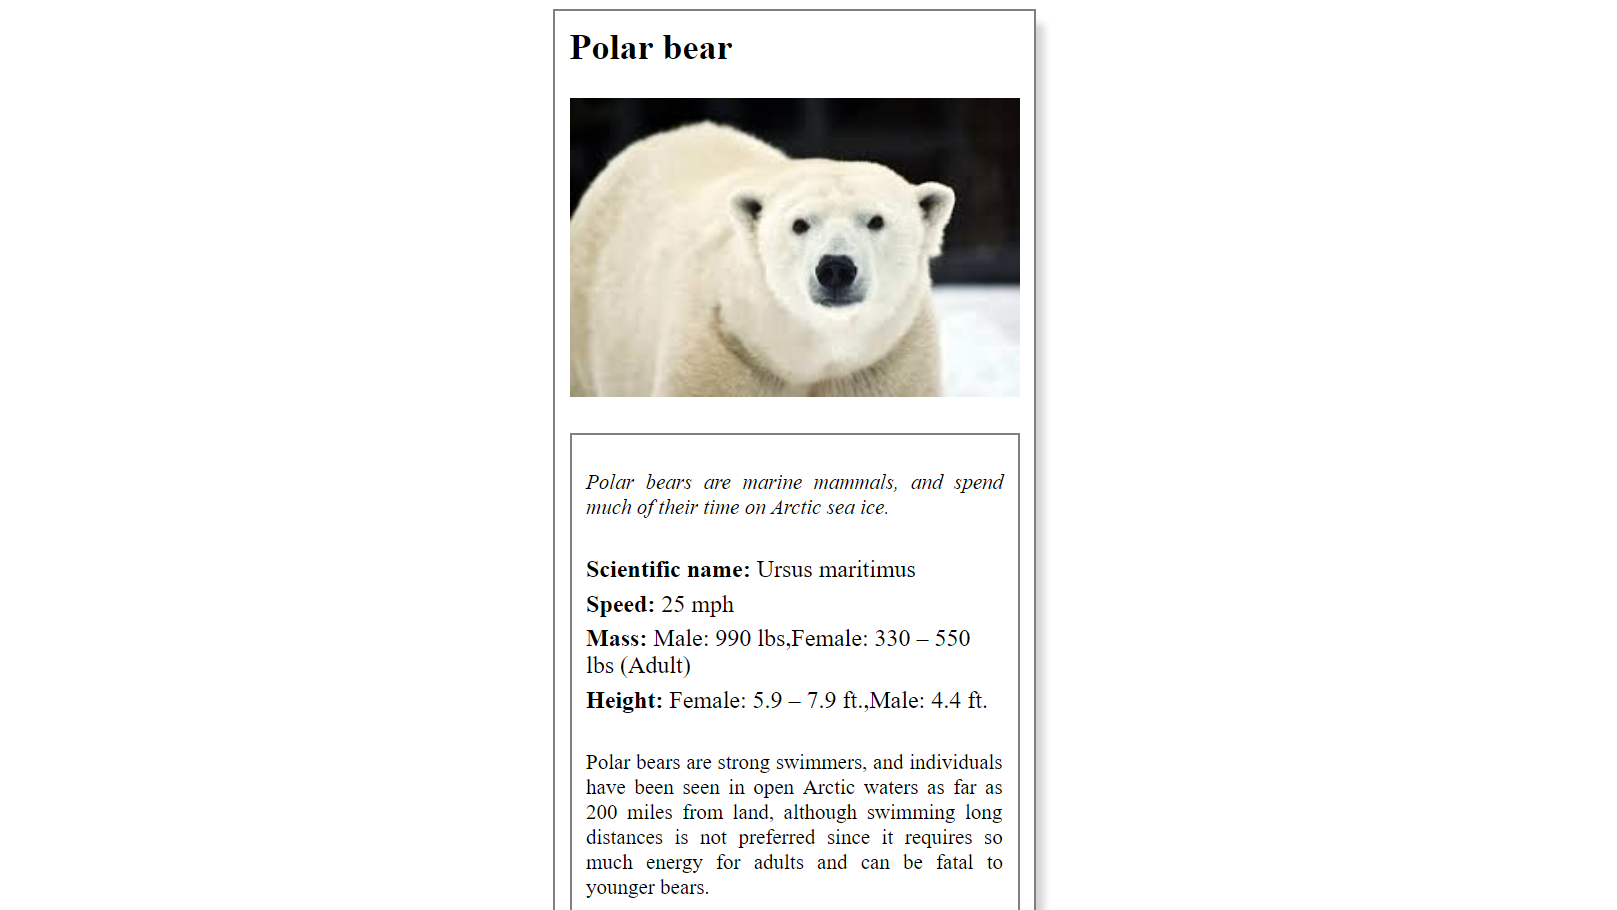 Polar bear
Polar bears are marine mammals, and spend
much of their time on Arctic sea ice.
Scientific name: Ursus maritimus
Speed: 25 mph
Mass: Male: 990 lbs,Female: 330 – 550
lbs (Adult)
Height: Female: 5.9 – 7.9 ft.,Male: 4.4 ft.
Polar bears are strong swimmers, and individuals
have been seen in open Arctic waters as far as
200 miles from land, although swimming long
distances is not preferred since it requires so
much energy for adults and can be fatal to
younger bears.